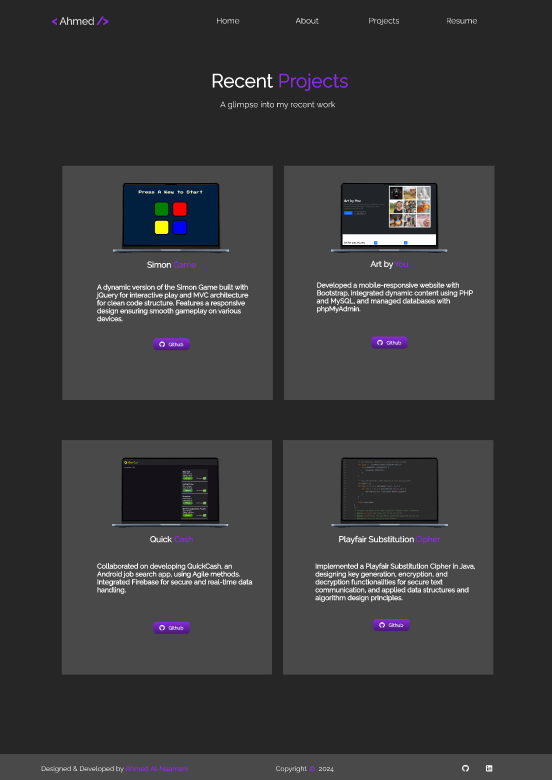 < Ahmed />
Home About Projects Resume
Recent Projects
A glimpse into my recent work
Press A Key to Start
Art by You
Simon Game
Art by You
A dynamic version of the Simon Game built with
jQuery for interactive play and MVC architecture
for clean code structure. Features a responsive
design ensuring smooth gameplay on various
devices.
Developed a mobile-responsive website with
Bootstrap, integrated dynamic content using PHP
and MySQL, and managed databases with
phpMyAdmin.
Github
Github
Quick Cash
Playfair Substitution Cipher
Collaborated on developing QuickCash, an
Android job search app, using Agile methods.
Integrated Firebase for secure and real-time data
handling.
Implemented a Playfair Substitution Cipher in Java,
designing key generation, encryption, and
decryption functionalities for secure text
communication, and applied data structures and
algorithm design principles.
Github
Github
Designed & Developed by Ahmed Al-
Copyright © 2024